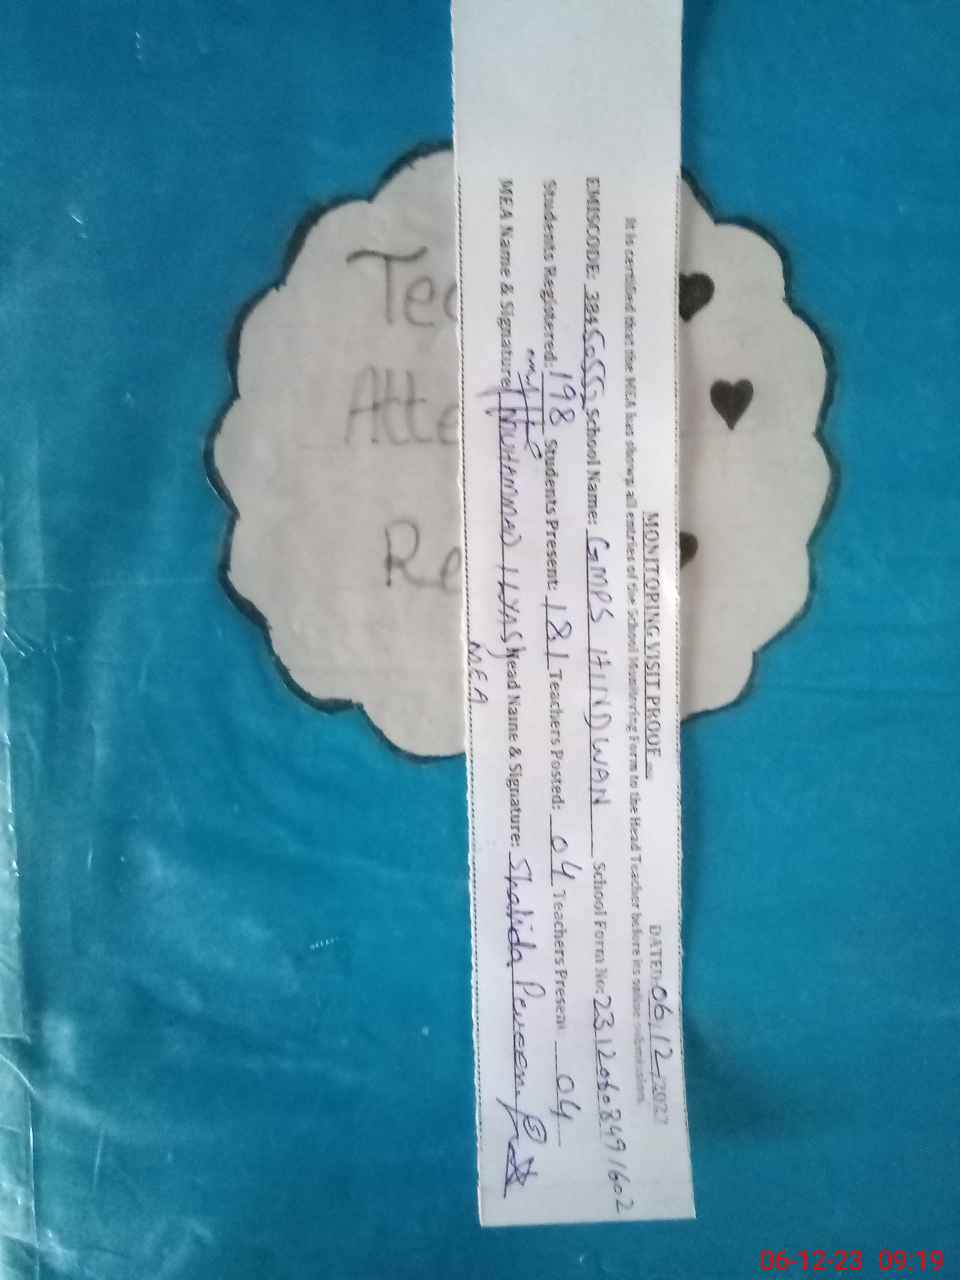 MONITORING VISIT PROOF
DATED 06/12/2023
It is certified that the MEA has shown all entries of the School Monitoring Form to the Head Teacher before its online submission.
EMISCODE: School Name: GMPS HINDWAN School Form No: 23120608491602
Students Registered: 198 Students Present: 181 Teachers Posted: 04 Teachers Present 04
MEA Name & Signature MUHAMMAD ILYAS Head Name & Signature: Shahida Perveen
MEA
Tea
Atte
Re
06-12-23 09:19